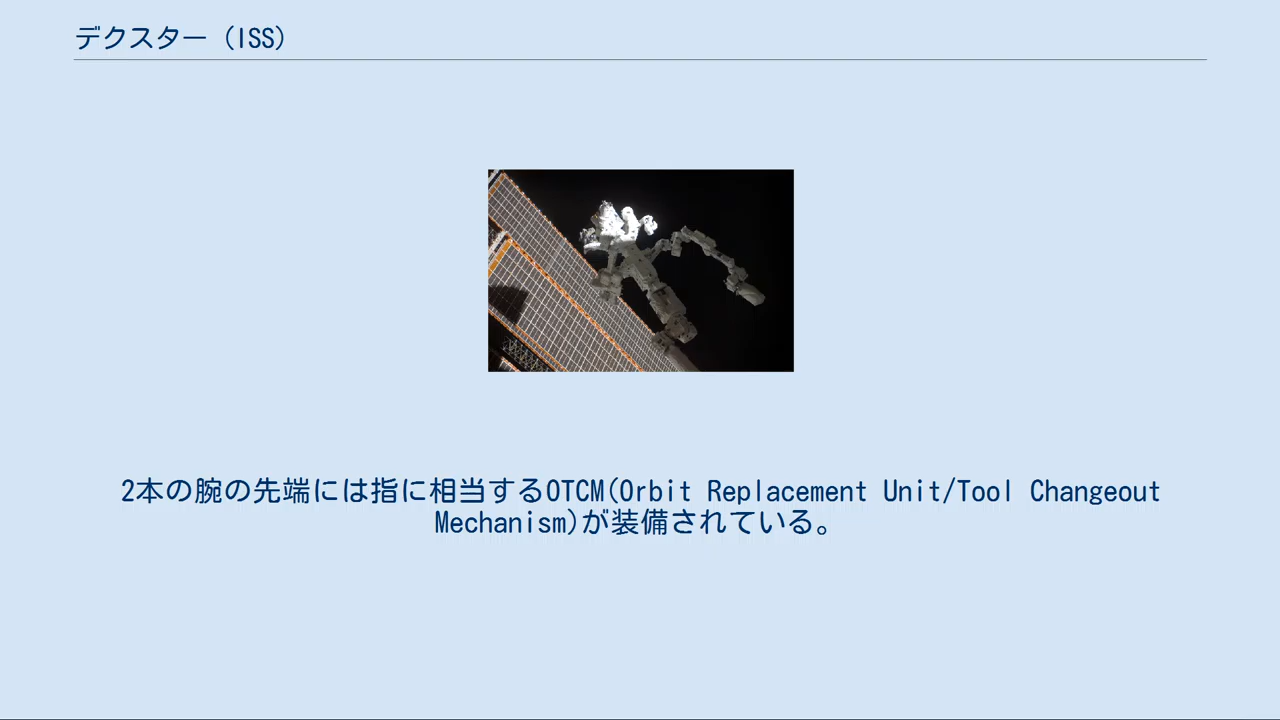 デクスター（ISS）
2本の腕の先端には指に相当するOTCM(Orbit Replacement Unit/Tool Changeout
Mechanism)が装備されている。